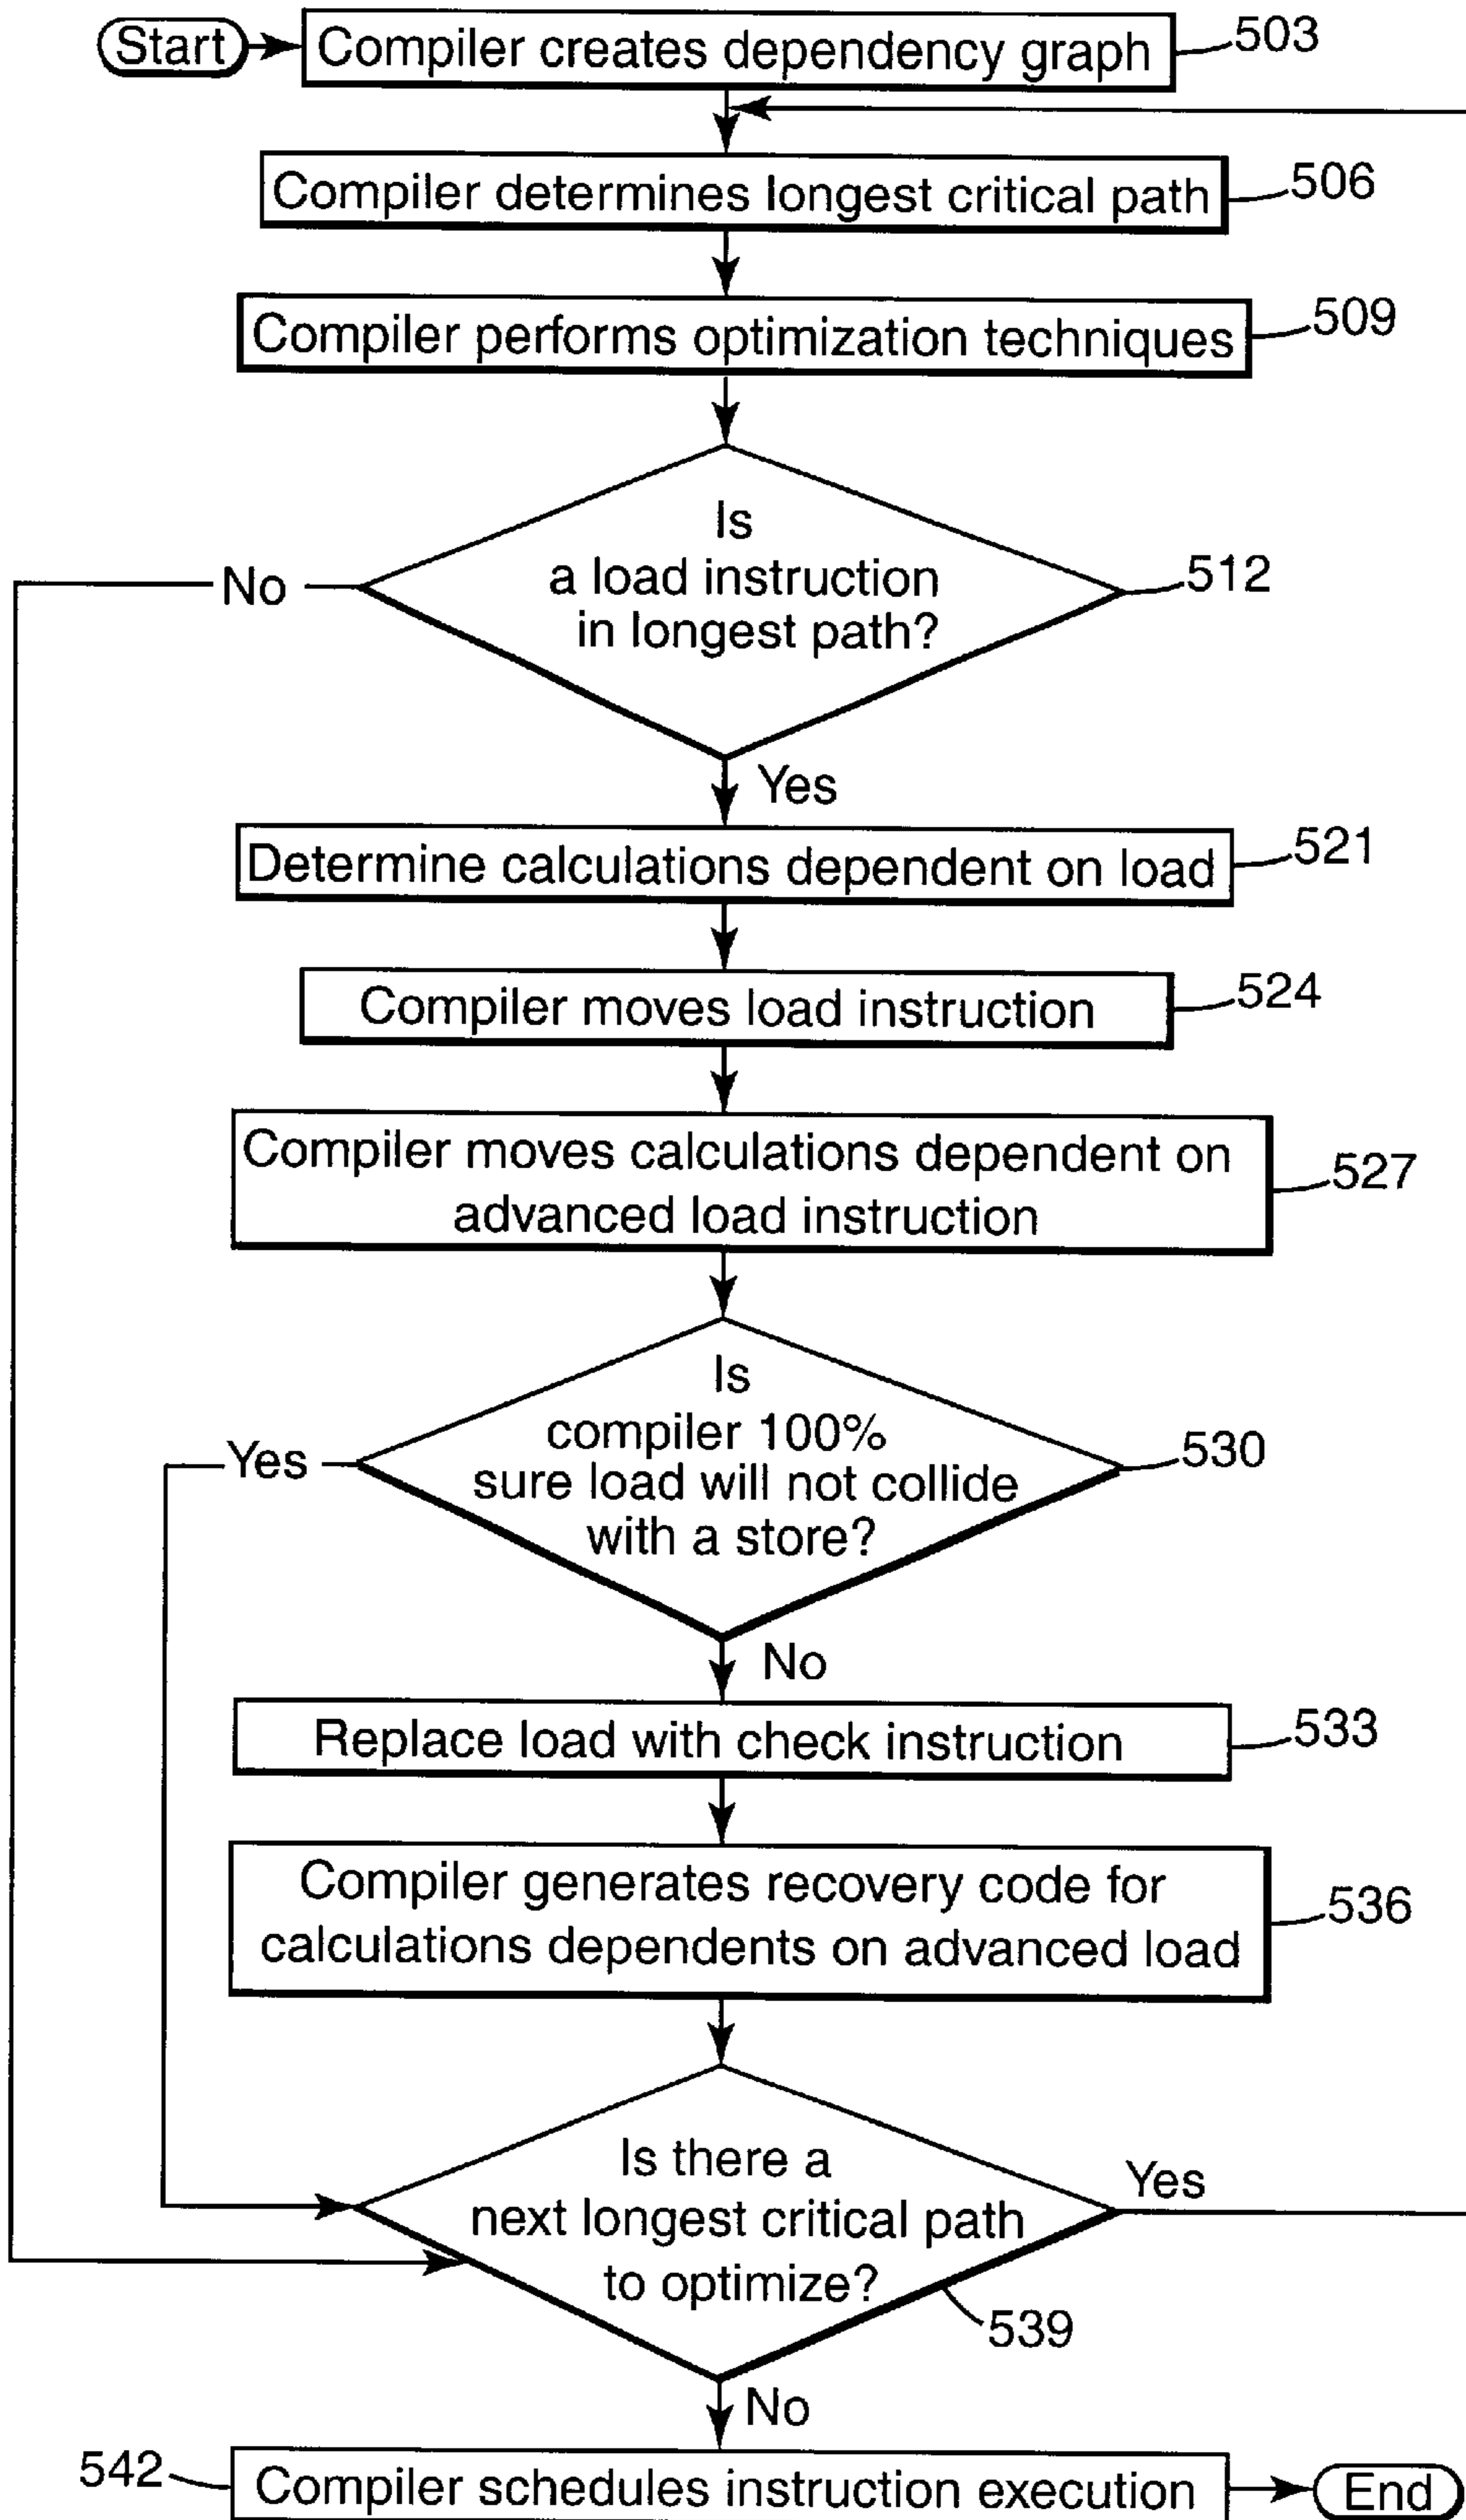 Start
Compiler creates dependency graph
503
Compiler determines longest critical path
506
Compiler performs optimization techniques
509
Is
a load instruction
in longest path?
512
No
Yes
Determine calculations dependent on load
521
Compiler moves load instruction
524
Compiler moves calculations dependent on
advanced load instruction
527
Is
compiler 100%
sure load will not collide
with a store?
530
Yes
No
Replace load with check instruction
533
Compiler generates recovery code for
calculations dependents on advanced load
536
Is there a
next longest critical path
to optimize?
Yes
539
No
542
Compiler schedules instruction execution
End